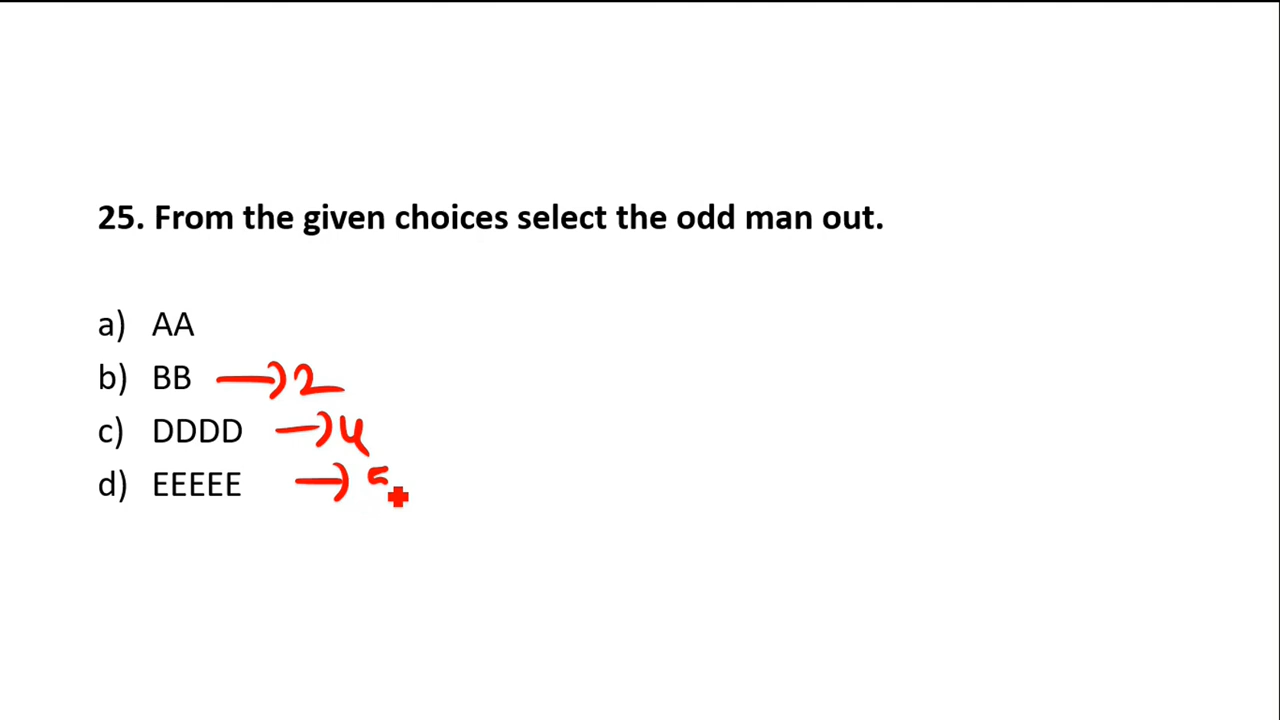 25. From the given choices select the odd man out.
a) AA
b) BB → 2
c) DDDD → 4
d) EEEEE → 5